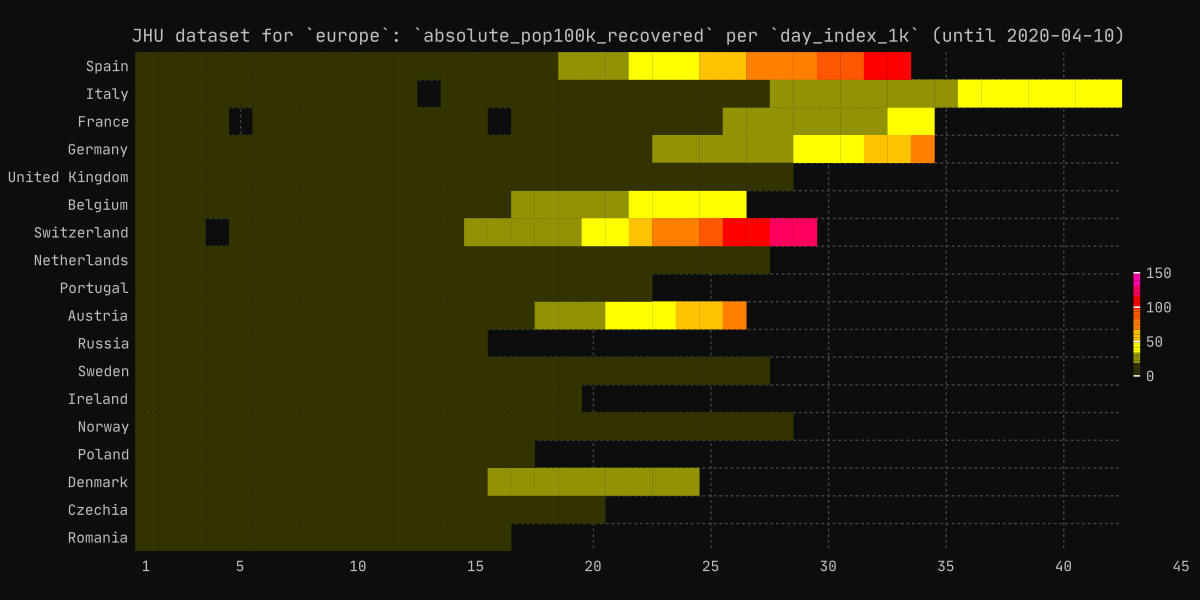 JHU dataset for `europe`: `absolute_pop100k_recovered` per `day_index_1k` (until 2020-04-10)
Spain
Italy
France
Germany
United Kingdom
Belgium
Switzerland
Netherlands
Portugal
Austria
Russia
Sweden
Ireland
Norway
Poland
Denmark
Czechia
Romania
1 5 10 15 20 25 30 35 40 45
150
100
50
0